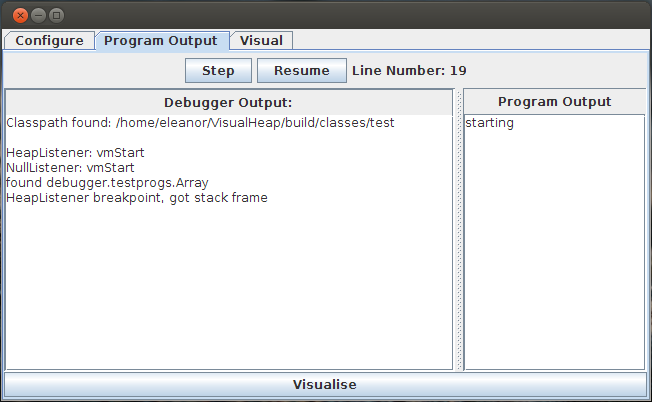 Configure Program Output Visual
Step Resume Line Number: 19
Debugger Output:
Classpath found: /home/eleanor/VisualHeap/build/classes/test
HeapListener: vmStart
NullListener: vmStart
found debugger.testprogs.Array
HeapListener breakpoint, got stack frame
Program Output
starting
Visualise